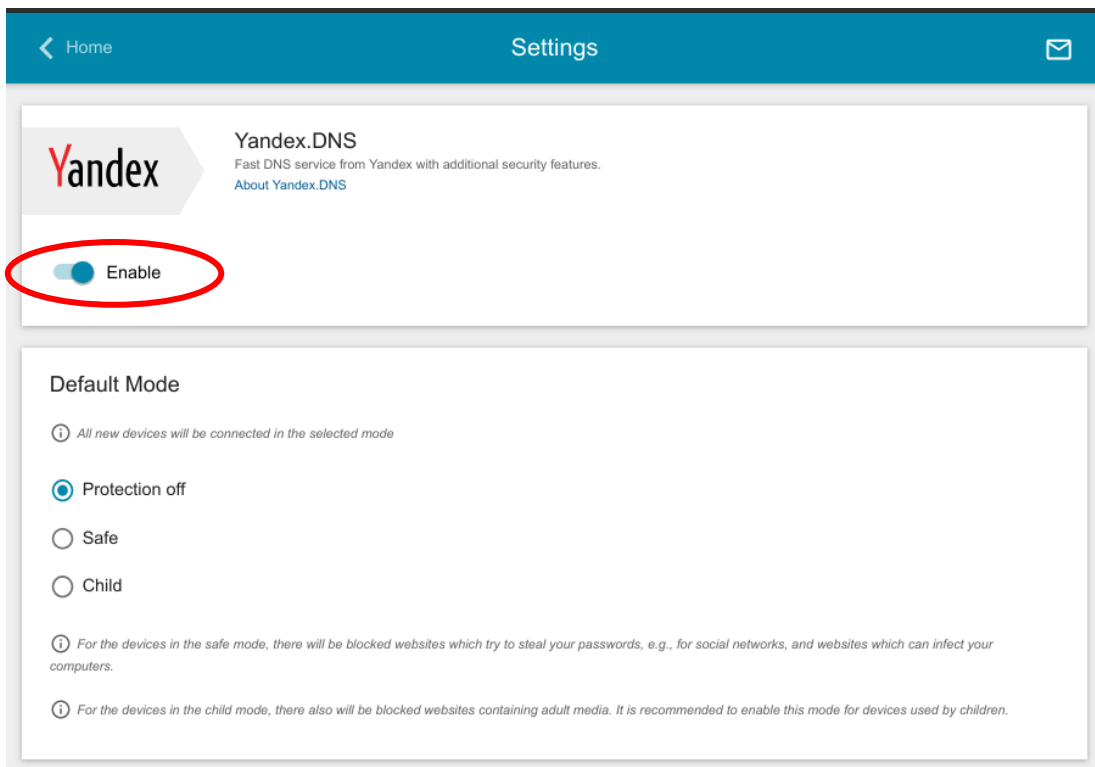 Home
Settings
Yandex
Yandex.DNS
Fast DNS service from Yandex with additional security features.
About Yandex.DNS
Enable
Default Mode
All new devices will be connected in the selected mode
Protection off
Safe
Child
For the devices in the safe mode, there will be blocked websites which try to steal your passwords, e.g., for social networks, and websites which can infect your
computers.
For the devices in the child mode, there also will be blocked websites containing adult media. It is recommended to enable this mode for devices used by children.